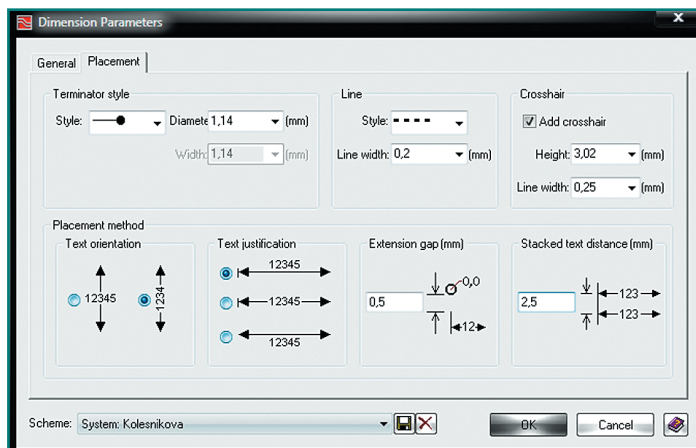 Dimension Parameters
X
General
Placement
Terminator style
Style:
Diamete
1,14
(mm)
Width:
1,14
(mm)
Line
Style:
Line width:
0,2
(mm)
Crosshair
Add crosshair
Height:
3,02
(mm)
Line width:
0,25
(mm)
Placement method
Text orientation
12345
1234
Text justification
12345
12345
12345
Extension gap (mm)
0,5
0,0
12
Stacked text distance (mm)
2,5
123
123
Scheme:
System: Kolesnikova
OK
Cancel